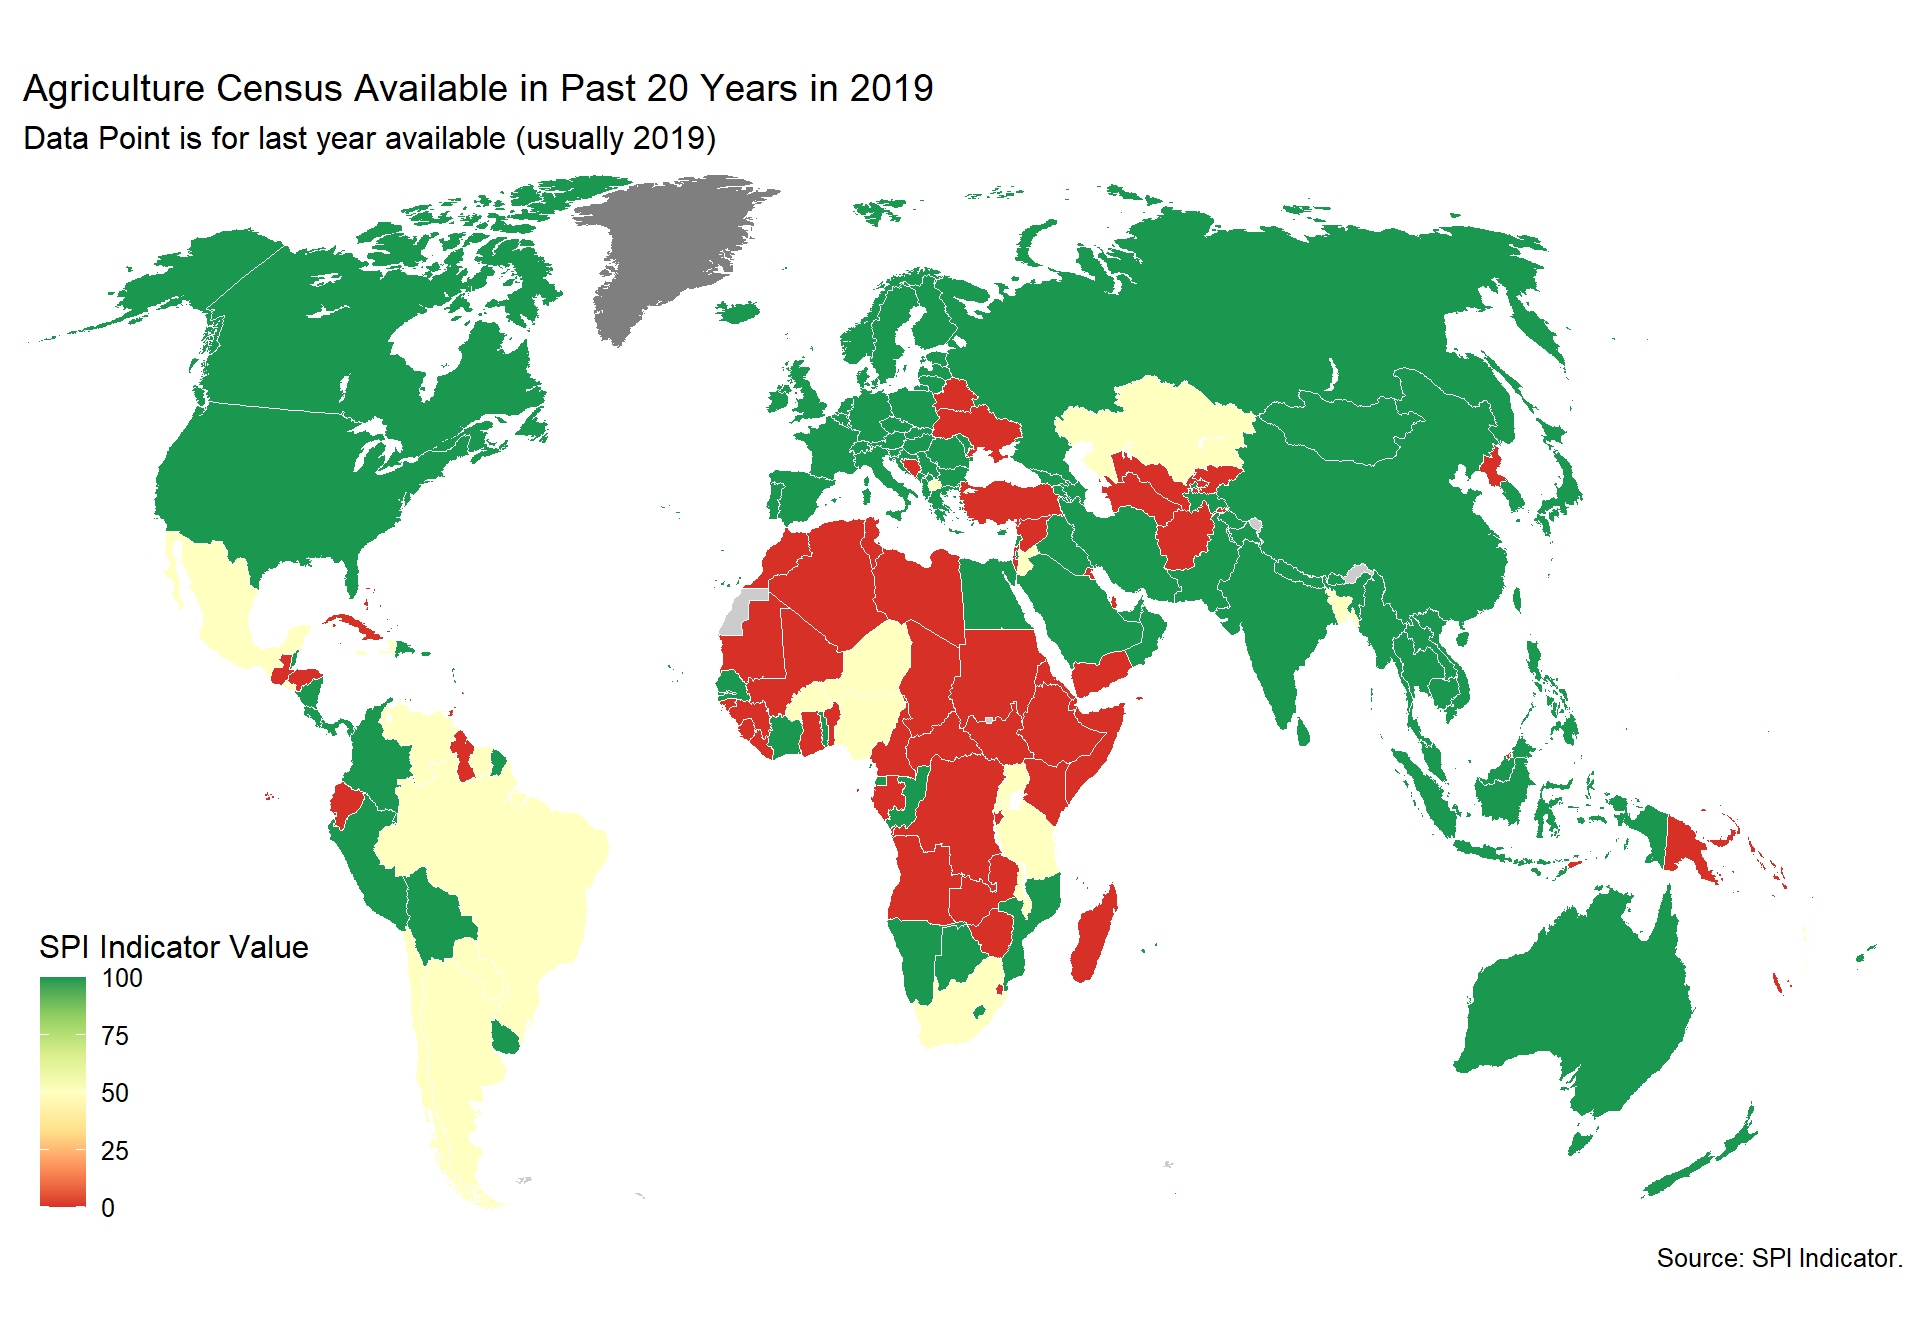 Agriculture Census Available in Past 20 Years in 2019
Data Point is for last year available (usually 2019)
SPI Indicator Value
100
75
50
25
0
Source: SPI Indicator.